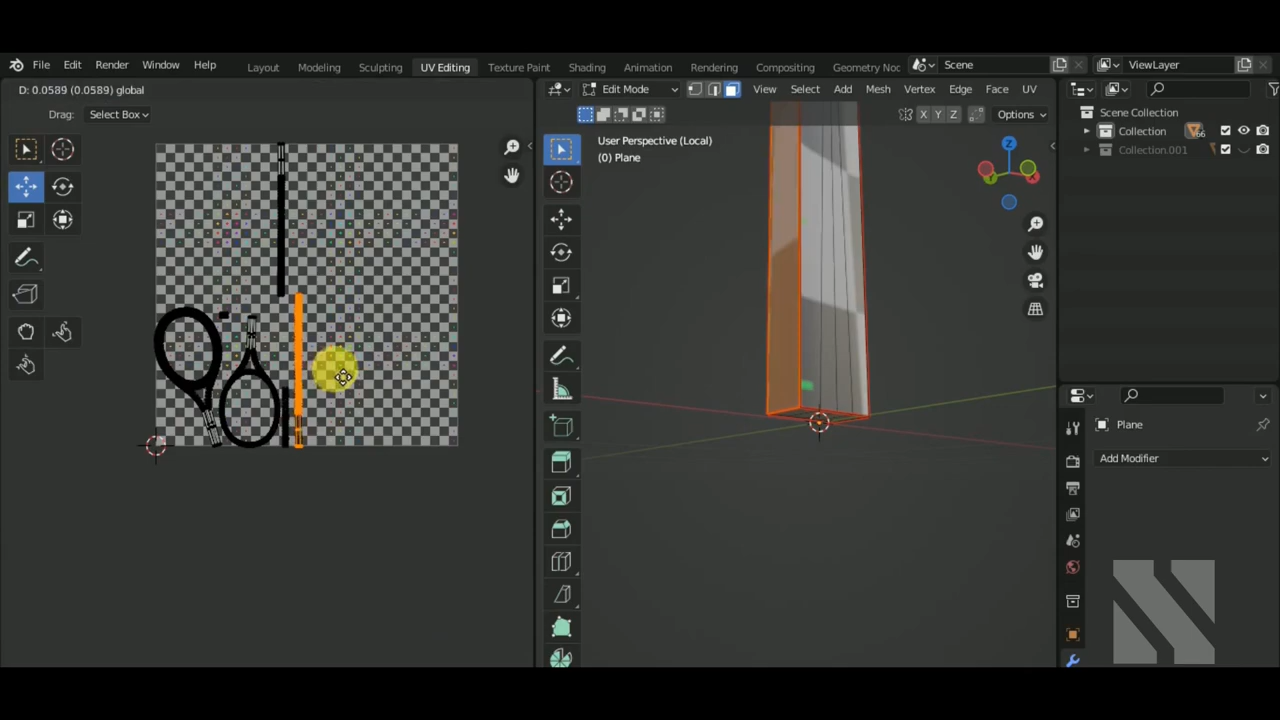 File Edit Render Window Help Layout Modeling Sculpting UV Editing Texture Paint Shading Animation Rendering Compositing Geometry Noc Scene ViewLayer
D: 0.0589 (0.0589) global
Edit Mode View Select Add Mesh Vertex Edge Face UV
Drag: Select Box
X Y Z Options
Scene Collection
Collection 66
Collection.001
User Perspective (Local)
(0) Plane
Z
Plane
Add Modifier